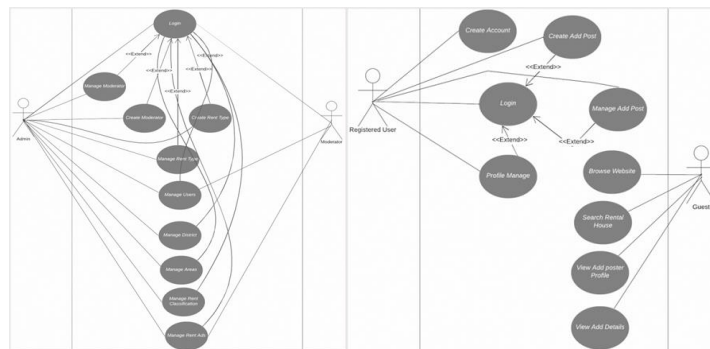 Login
<<Extend>>
<<Extend>>
<<Extend>>
<<Extend>>
Manage Moderator
Create Moderator
Create Rent Type
Admin
Moderator
Manage Rent Type
Manage Users
Manage District
Manage Areas
Manage Rent
Classification
Manage Rent Ads
Create Account
Create Add Post
<<Extend>>
Login
Manage Add Post
Registered User
<<Extend>>
<<Extend>>
Profile Manage
Browse Website
Guest
Search Rental
House
View Add poster
Profile
View Add Details